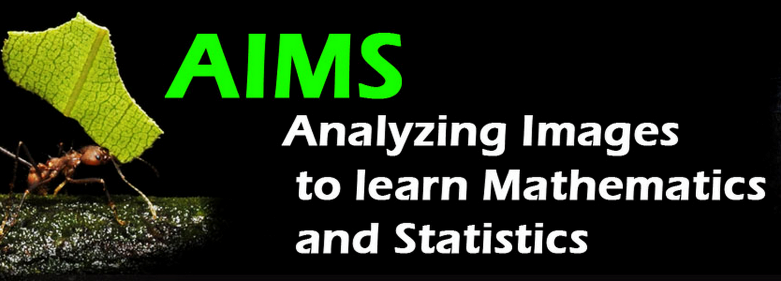 AIMS
Analyzing Images
to learn Mathematics
and Statistics